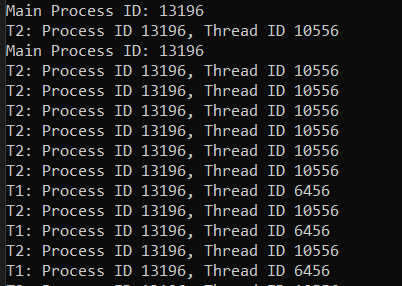 Main Process ID: 13196
T2: Process ID 13196, Thread ID 10556
Main Process ID: 13196
T2: Process ID 13196, Thread ID 10556
T2: Process ID 13196, Thread ID 10556
T2: Process ID 13196, Thread ID 10556
T2: Process ID 13196, Thread ID 10556
T2: Process ID 13196, Thread ID 10556
T2: Process ID 13196, Thread ID 10556
T1: Process ID 13196, Thread ID 6456
T2: Process ID 13196, Thread ID 10556
T1: Process ID 13196, Thread ID 6456
T2: Process ID 13196, Thread ID 10556
T1: Process ID 13196, Thread ID 6456